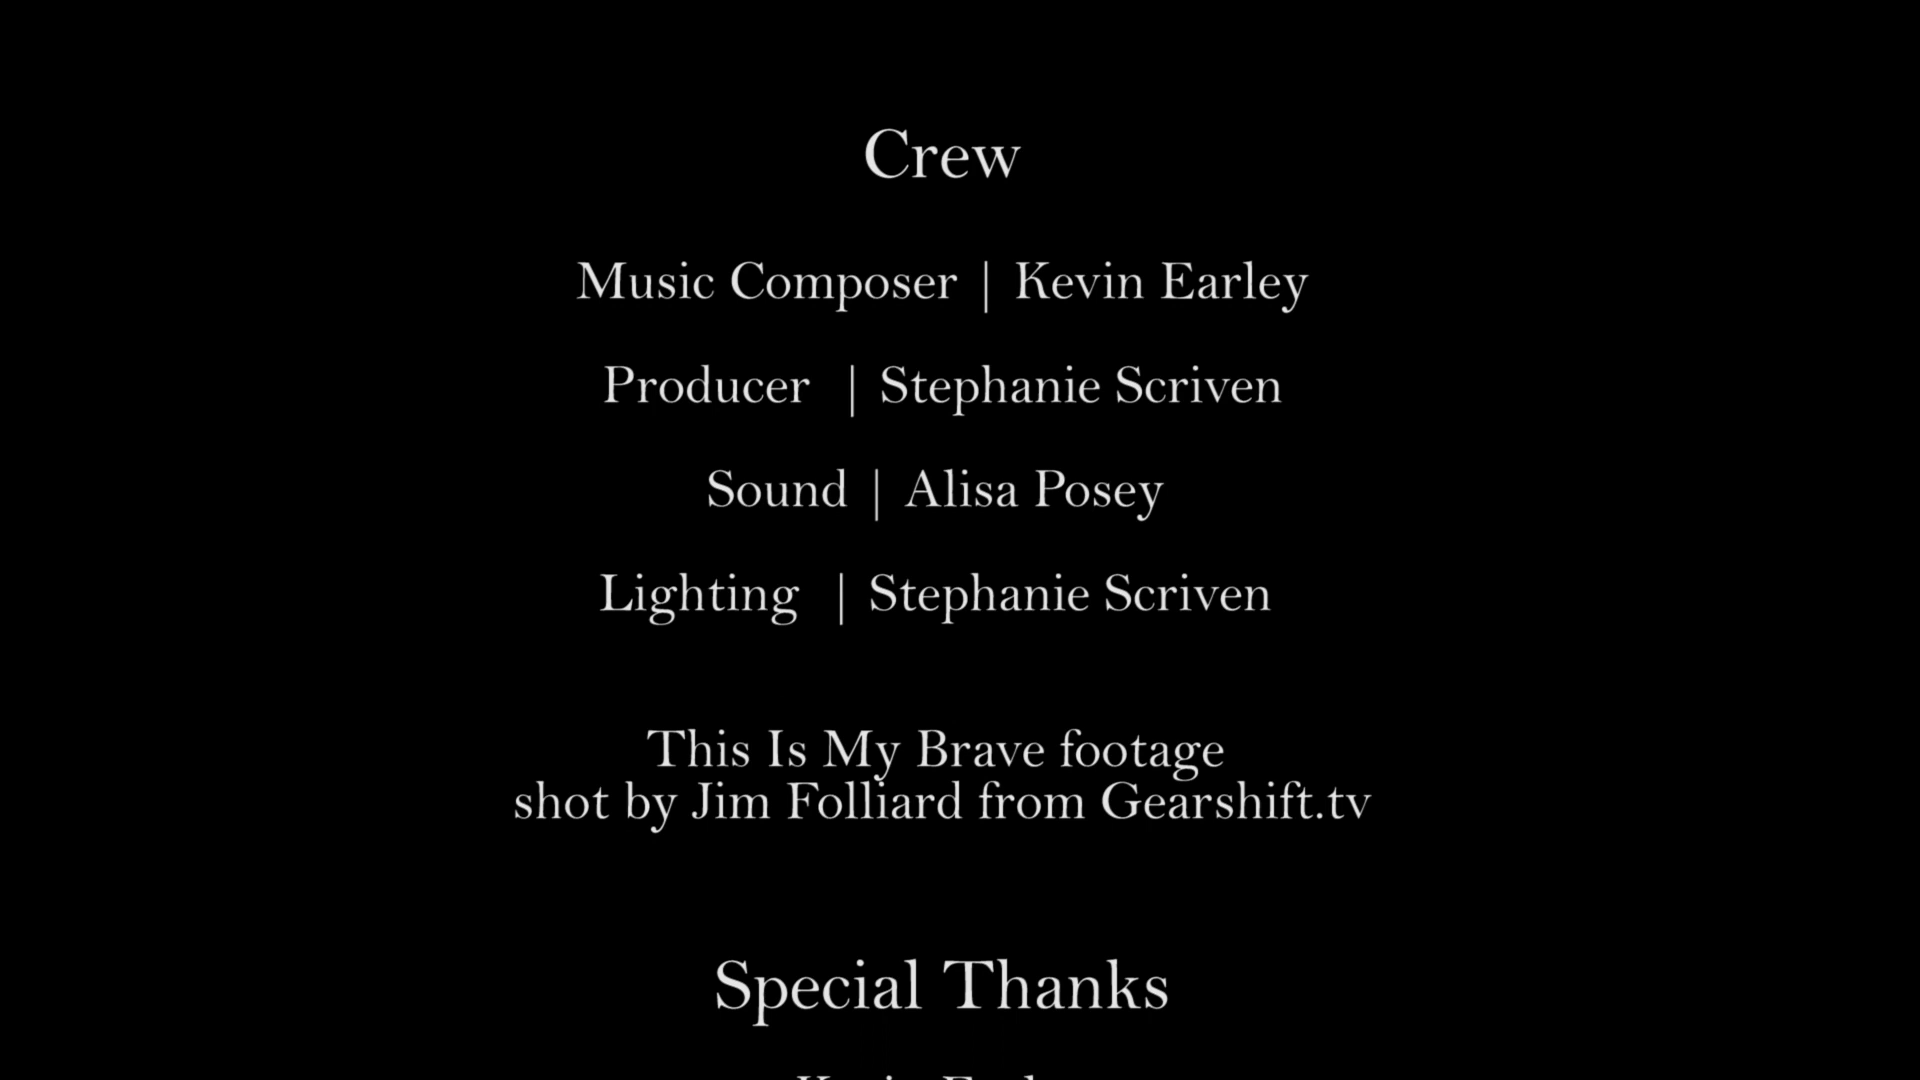 Crew
Music Composer | Kevin Earley
Producer  | Stephanie Scriven
Sound | Alisa Posey
Lighting  | Stephanie Scriven
This Is My Brave footage
shot by Jim Folliard from Gearshift.tv
Special Thanks